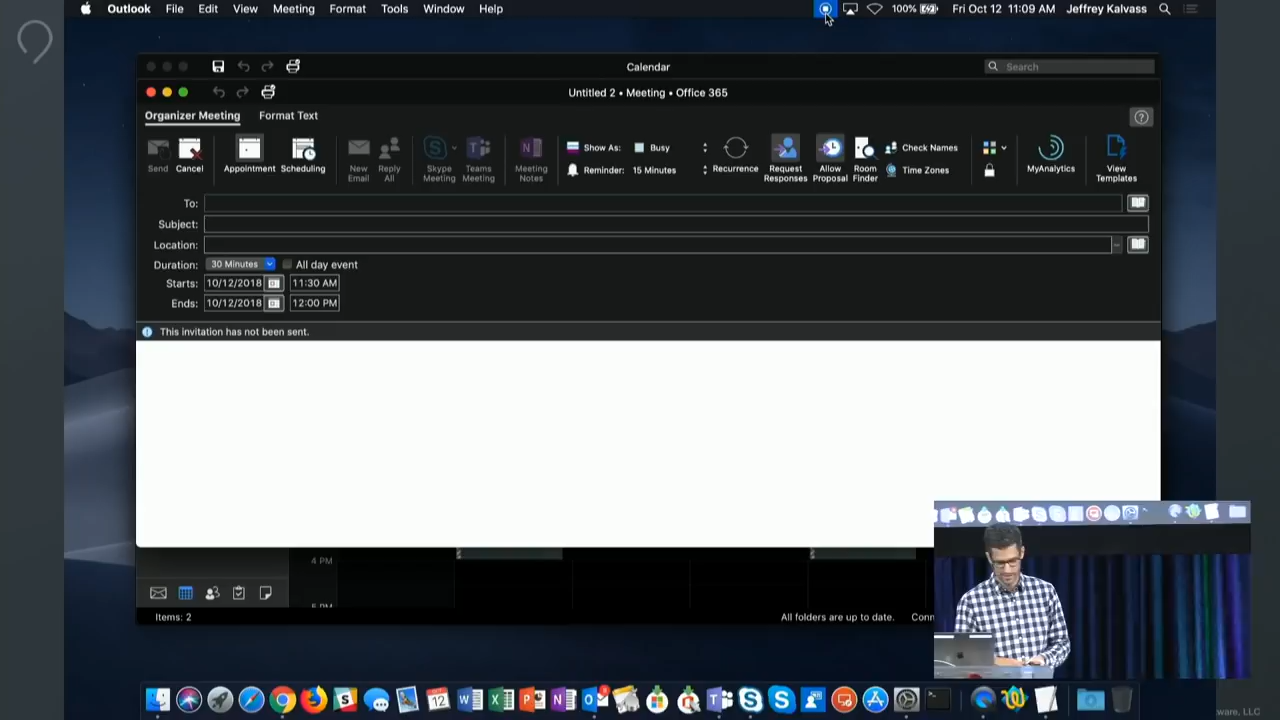 Outlook File Edit View Meeting Format Tools Window Help 100% Fri Oct 12 11:09 AM Jeffrey Kalvass
Calendar Search
Untitled 2 • Meeting • Office 365
Organizer Meeting Format Text
Send Cancel Appointment Scheduling New Email Reply All Skype Meeting Teams Meeting Meeting Notes
Show As: Busy
Reminder: 15 Minutes
Recurrence Request Responses Allow Proposal Room Finder
Check Names
Time Zones
MyAnalytics View Templates
To:
Subject:
Location:
Duration: 30 Minutes All day event
Starts: 10/12/2018 11:30 AM
Ends: 10/12/2018 12:00 PM
This invitation has not been sent.
4 PM
5 PM
Items: 2 All folders are up to date.
12
ware, LLC